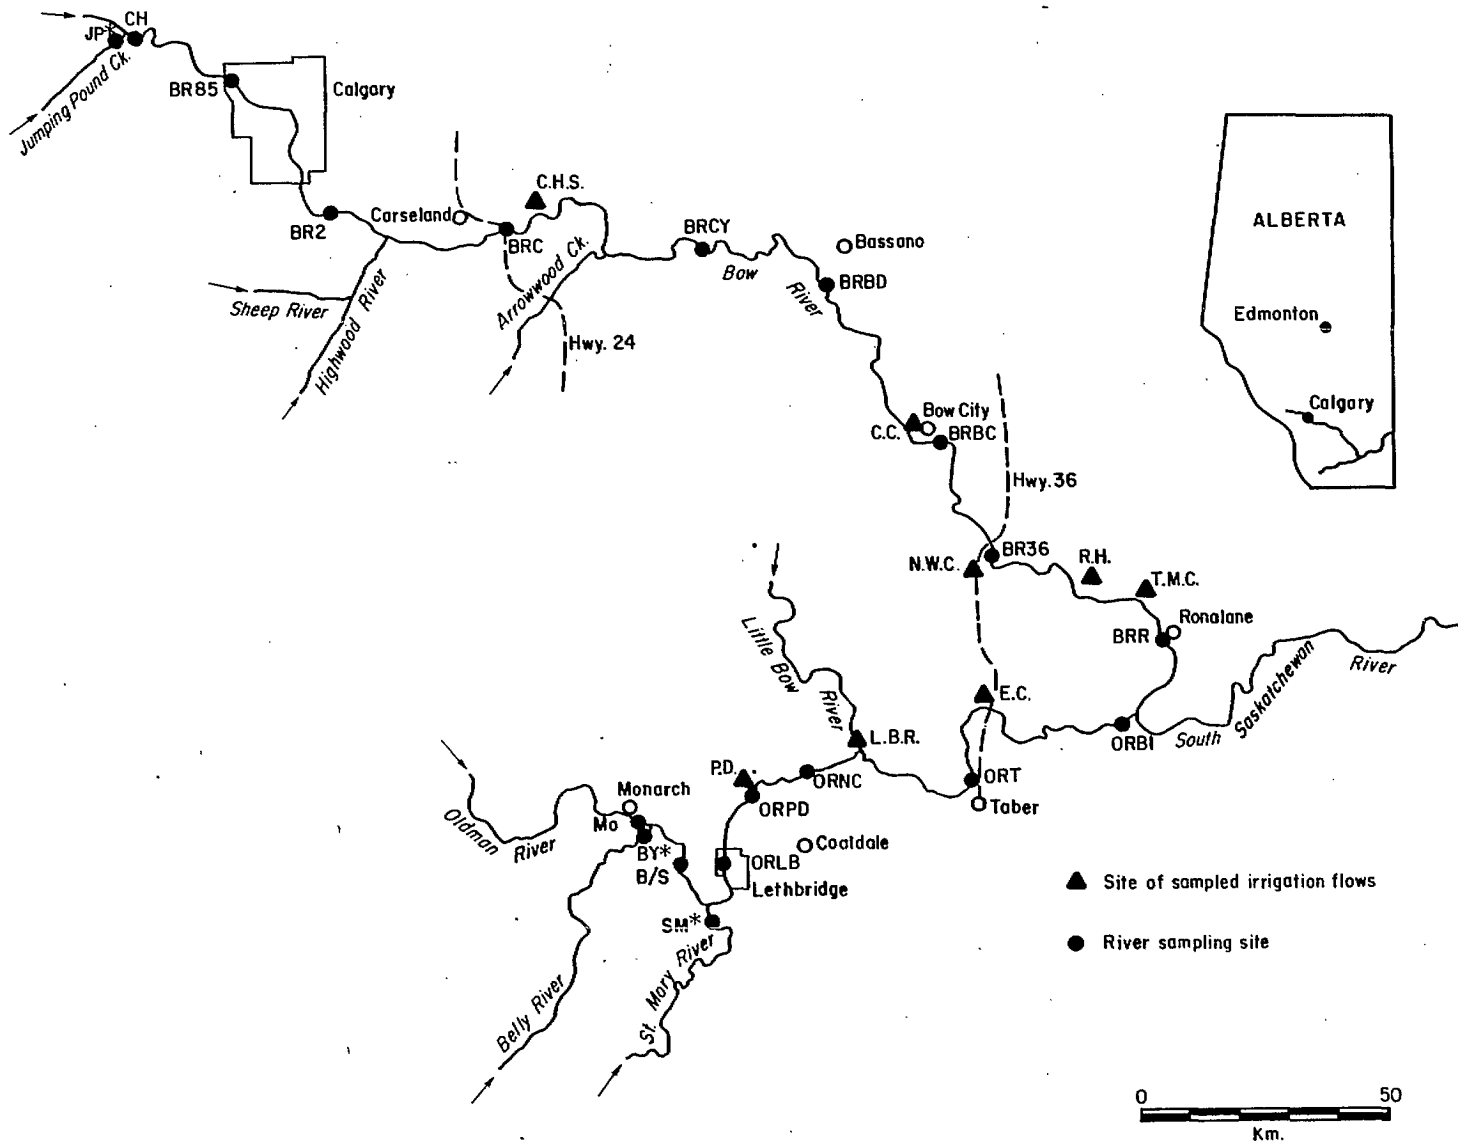 CH
JP*
Jumping Pound Ck.
BR85
Calgary
C.H.S.
Carseland
BR2
BRC
BRCY
Bassano
Bow
River
BRBD
Arrowwood Ck.
Sheep River
Highwood River
Hwy. 24
ALBERTA
Edmonton
Calgary
Bow City
C.C.
BRBC
Hwy. 36
BR36
N.W.C.
R.H.
T.M.C.
Ronalane
BRR
Little Bow
River
E.C.
South
Saskatchewan
River
ORBI
L.B.R.
P.D.
ORNC
ORT
ORPD
Taber
Monarch
Mo
Oldman
River
BY*
B/S
Coaldale
ORLB
Lethbridge
SM*
Belly River
St. Mary River
Site of sampled irrigation flows
River sampling site
0 50
Km.